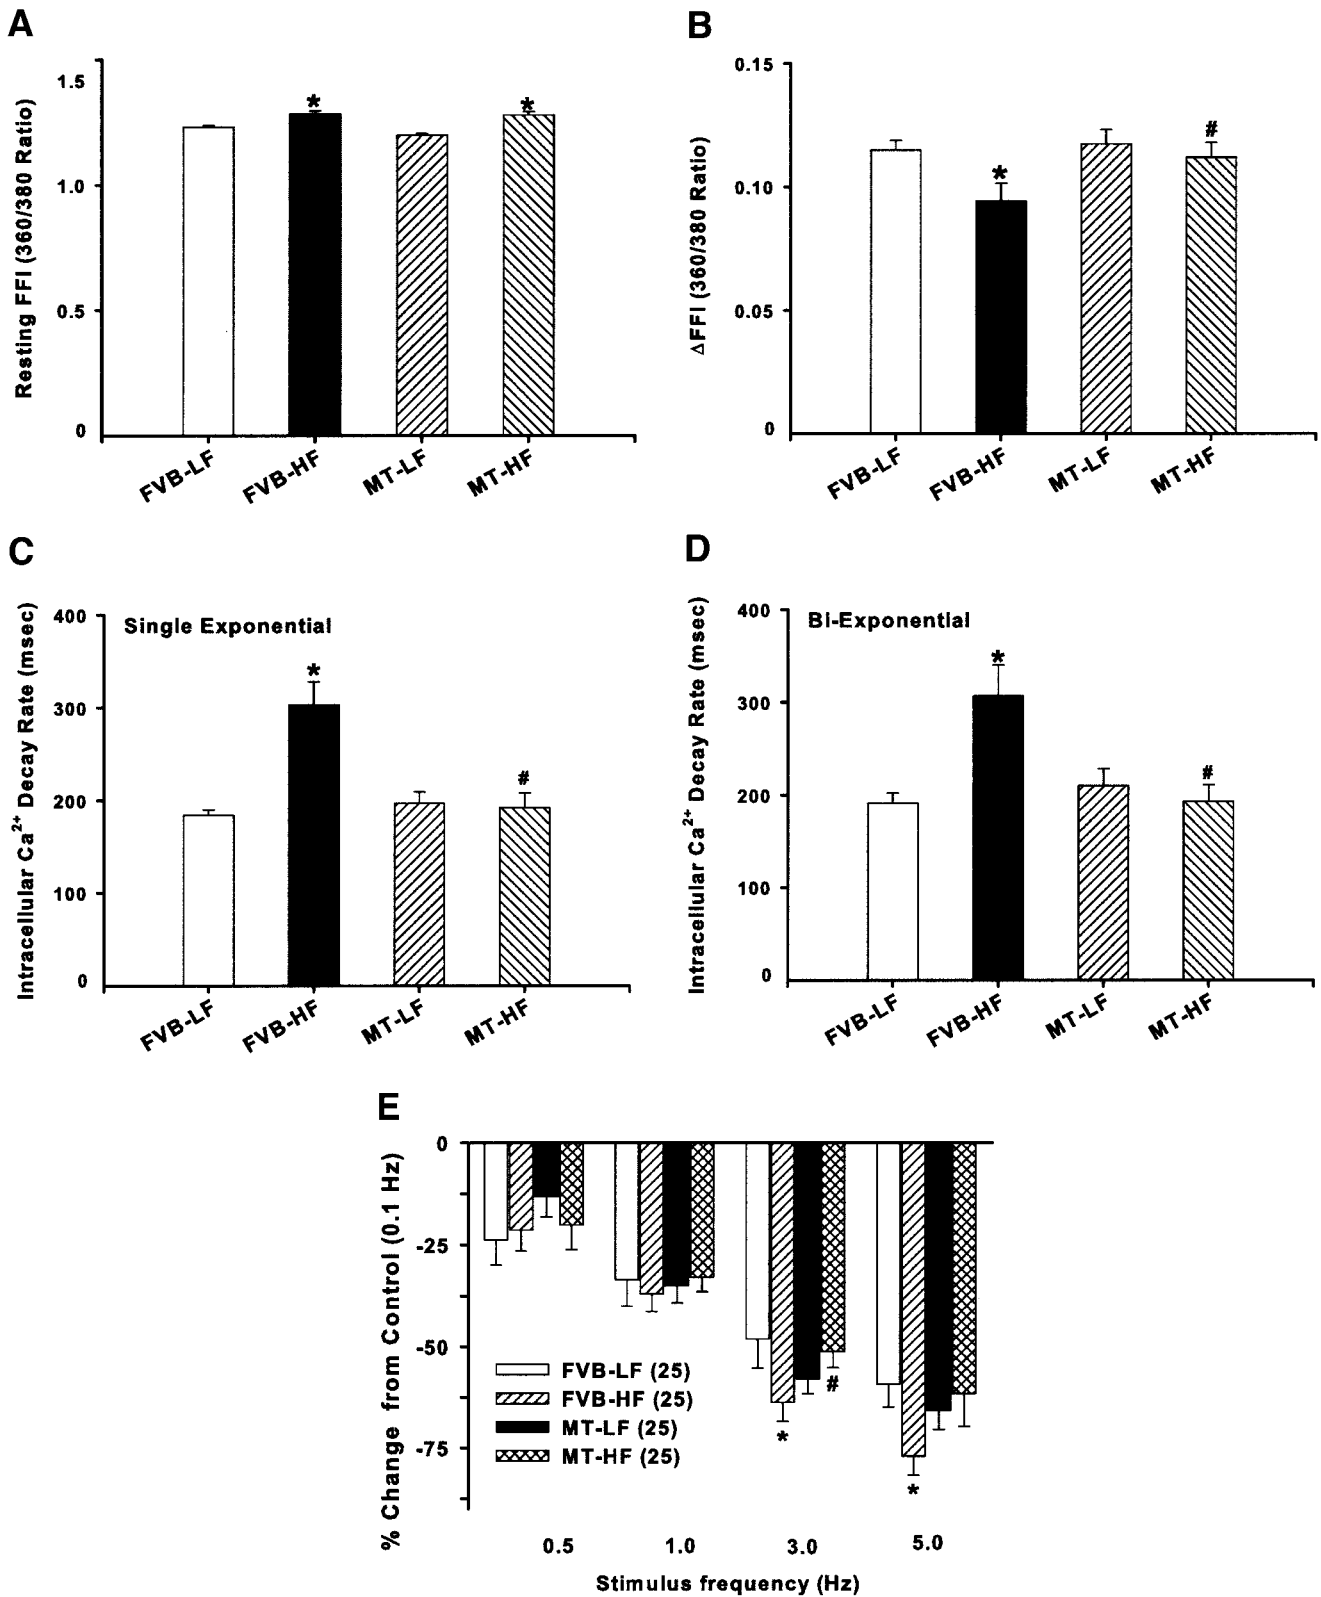 A
Resting FFI (360/380 Ratio)
1.5
1.0
0.5
0
*
*
FVB-LF
FVB-HF
MT-LF
MT-HF
B
ΔFFI (360/380 Ratio)
0.15
0.10
0.05
0
*
#
FVB-LF
FVB-HF
MT-LF
MT-HF
C
Intracellular Ca2+ Decay Rate (msec)
400
300
200
100
0
Single Exponential
*
#
FVB-LF
FVB-HF
MT-LF
MT-HF
D
Intracellular Ca2+ Decay Rate (msec)
400
300
200
100
0
Bi-Exponential
*
#
FVB-LF
FVB-HF
MT-LF
MT-HF
E
% Change from Control (0.1 Hz)
0
-25
-50
-75
FVB-LF (25)
FVB-HF (25)
MT-LF (25)
MT-HF (25)
*
#
*
0.5
1.0
3.0
5.0
Stimulus frequency (Hz)